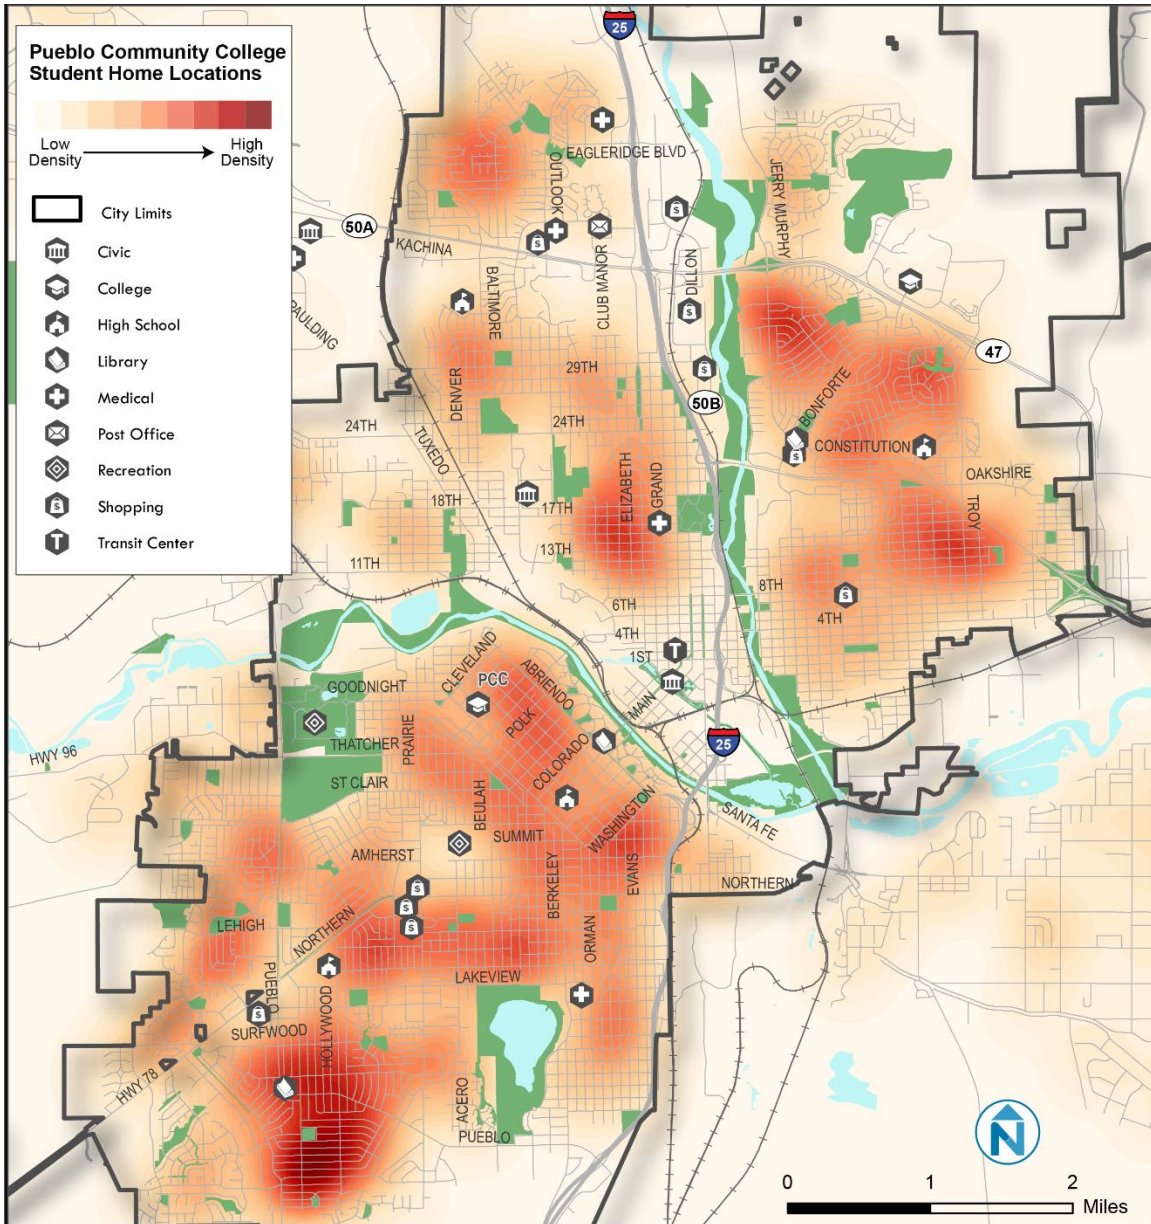 Pueblo Community College
Student Home Locations
Low
Density
High
Density
City Limits
Civic
College
High School
Library
Medical
Post Office
Recreation
Shopping
T
Transit Center
25
EAGLERIDGE BLVD
OUTLOOK
JERRY MURPHY
50A
KACHINA
CLUB MANOR
DILLON
BALTIMORE
PAULDING
47
29TH
DENVER
50B
BONFORTE
24TH
24TH
TUXEDO
CONSTITUTION
OAKSHIRE
ELIZABETH
GRAND
18TH
17TH
TROY
13TH
11TH
8TH
6TH
4TH
4TH
1ST
T
CLEVELAND
ABRIENDO
PCC
GOODNIGHT
POLK
MAIN
HWY 96
THATCHER
PRAIRIE
COLORADO
25
ST CLAIR
BEULAH
SUMMIT
WASHINGTON
SANTA FE
AMHERST
BERKELEY
EVANS
NORTHERN
LEHIGH
NORTHERN
ORMAN
PUEBLO
LAKEVIEW
SURFWOOD
HOLLYWOOD
HWY 78
ACERO
PUEBLO
N
0
1
2
Miles